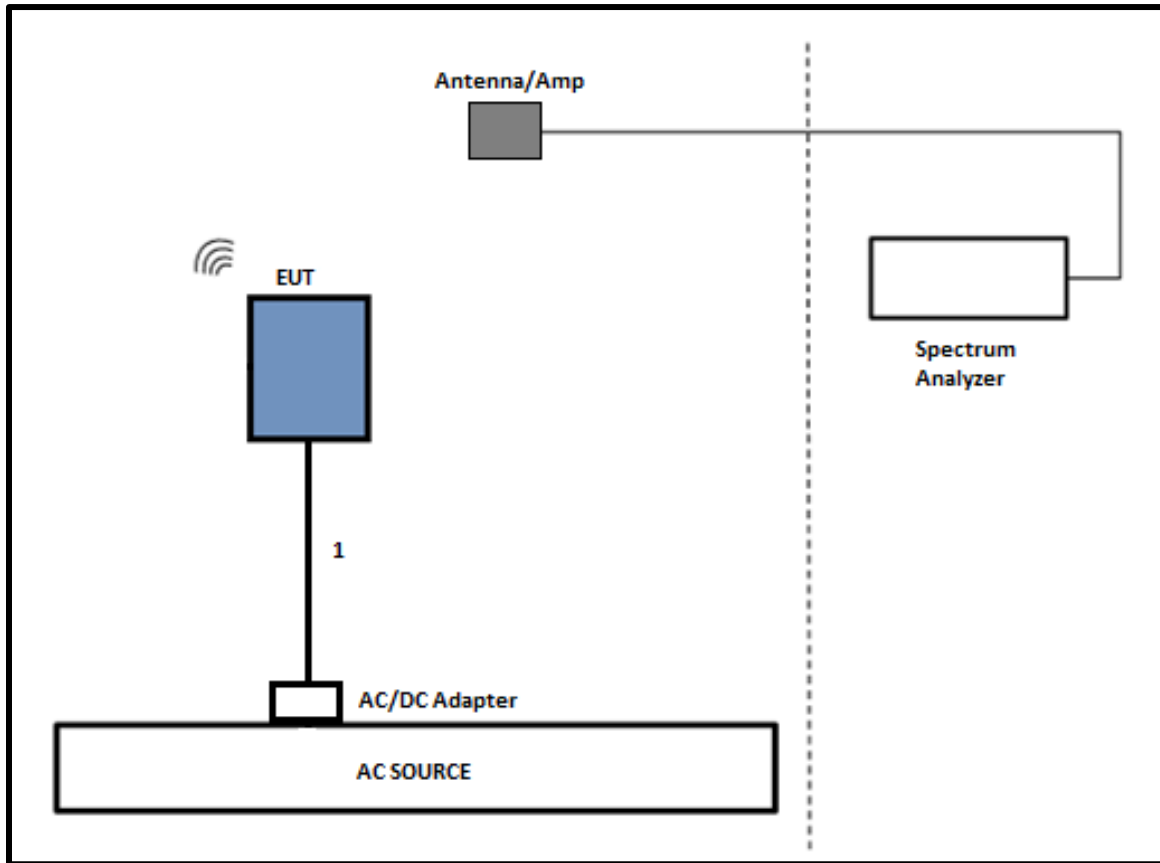 Antenna/Amp
EUT
Spectrum
Analyzer
1
AC/DC Adapter
AC SOURCE